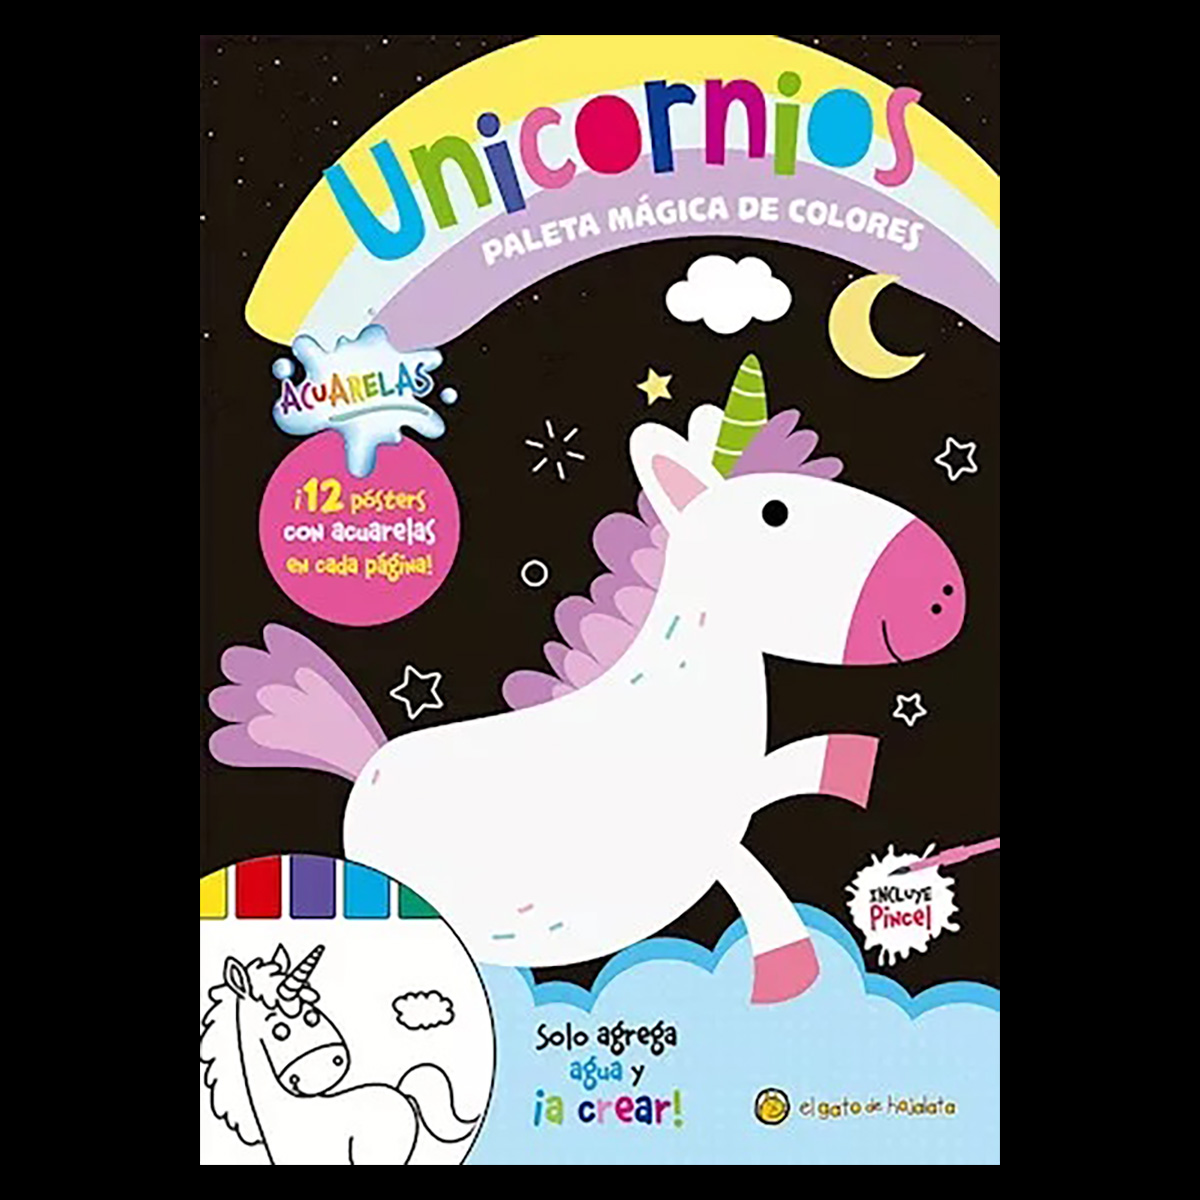 Unicornios
PALETA MÁGICA DE COLORES
ACUARELAS
¡12 pósters
con acuarelas
en cada página!
INCLUYE
Pincel
Solo agrega
agua y
¡a crear!
el gato de hojalata